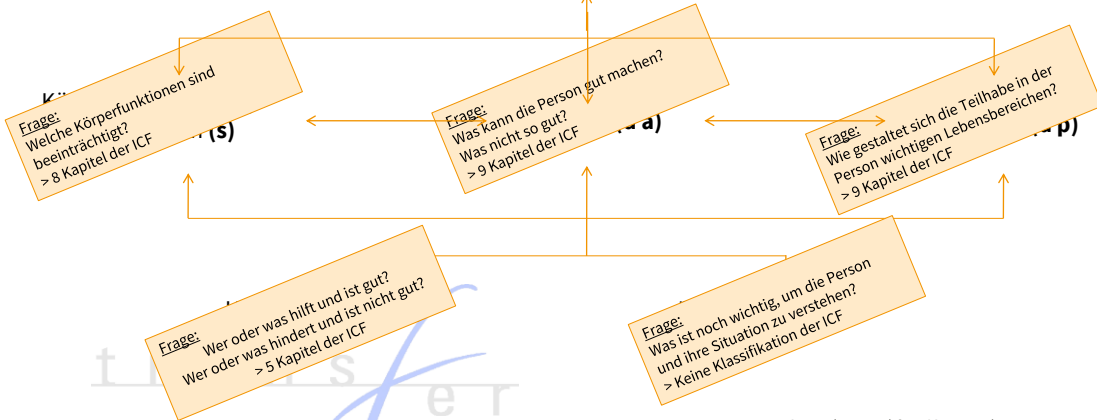 Frage:
Welche Körperfunktionen sind
beeinträchtigt?
> 8 Kapitel der ICF
(s)
Frage:
Was kann die Person gut machen?
Was nicht so gut?
> 9 Kapitel der ICF
a)
Frage:
Wie gestaltet sich die Teilhabe in der
Person wichtigen Lebensbereichen?
> 9 Kapitel der ICF
p)
Frage:
Wer oder was hilft und ist gut?
Wer oder was hindert und ist nicht gut?
> 5 Kapitel der ICF
Frage:
Was ist noch wichtig, um die Person
und ihre Situation zu verstehen?
> Keine Klassifikation der ICF